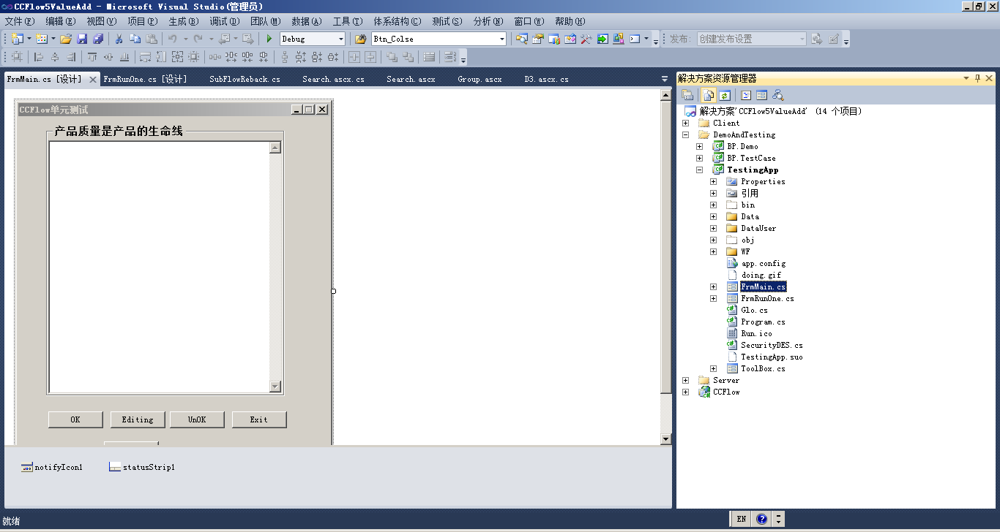 CCFlow5ValueAdd - Microsoft Visual Studio(管理员)
文件(F) 编辑(E) 视图(V) 项目(P) 生成(B) 调试(D) 团队(M) 数据(A) 工具(T) 体系结构(C) 测试(S) 分析(N) 窗口(W) 帮助(H)
Debug Btn_Colse 发布: 创建发布设置
FrmMain.cs [设计] FrmRunOne.cs [设计] SubFlowReback.cs Search.ascx.cs Search.ascx Group.ascx D3.ascx.cs
CCFlow单元测试
产品质量是产品的生命线
OK Editing UnOK Exit
notifyIcon1 statusStrip1
解决方案资源管理器
解决方案'CCFlow5ValueAdd' (14 个项目)
Client
DemoAndTesting
BP.Demo
BP.TestCase
TestingApp
Properties
引用
bin
Data
DataUser
obj
WF
app.config
doing.gif
FrmMain.cs
FrmRunOne.cs
Glo.cs
Program.cs
Run.ico
SecurityDES.cs
TestingApp.suo
ToolBox.cs
Server
CCFlow
就绪
EN